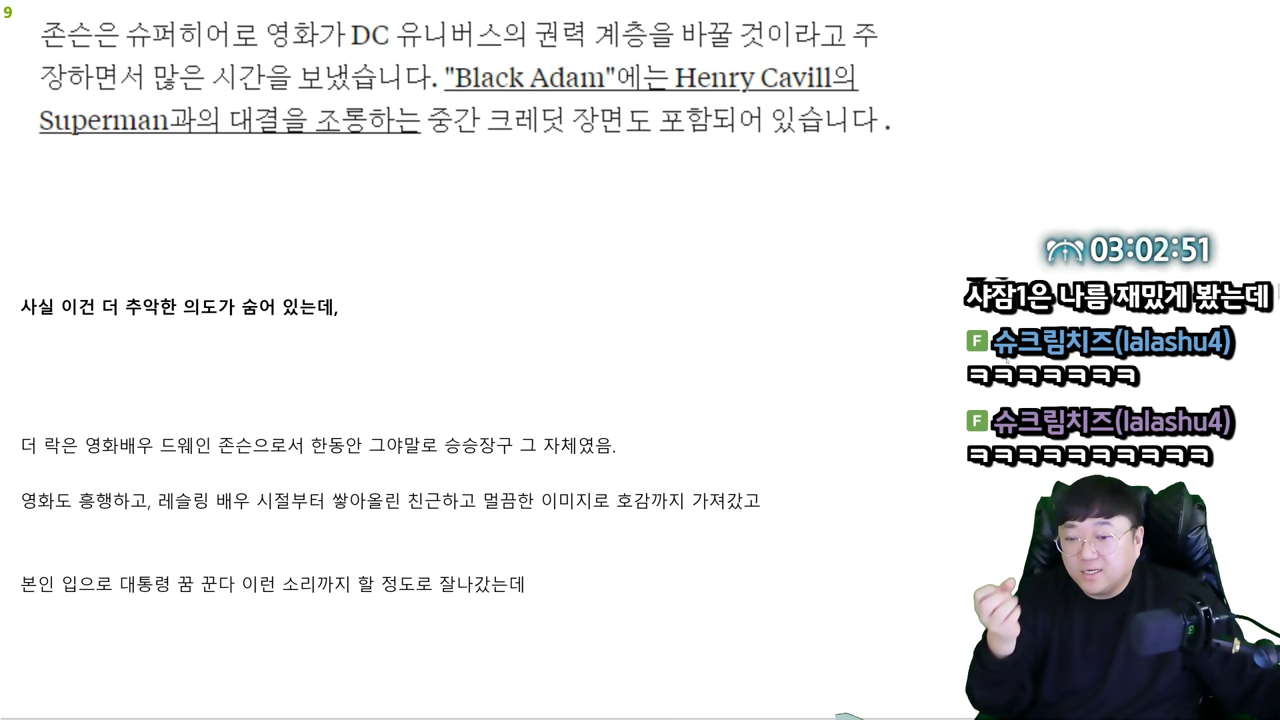 9
존슨은 슈퍼히어로 영화가 DC 유니버스의 권력 계층을 바꿀 것이라고 주
장하면서 많은 시간을 보냈습니다. "Black Adam"에는 Henry Cavill의
Superman과의 대결을 조롱하는 중간 크레딧 장면도 포함되어 있습니다.
사실 이건 더 추악한 의도가 숨어 있는데,
더 락은 영화배우 드웨인 존슨으로서 한동안 그야말로 승승장구 그 자체였음.
영화도 흥행하고, 레슬링 배우 시절부터 쌓아올린 친근하고 멀끔한 이미지로 호감까지 가져갔고
본인 입으로 대통령 꿈 꾼다 이런 소리까지 할 정도로 잘나갔는데
03:02:51
샤잠1은 나름 재밌게 봤는데
F 슈크림치즈(lalashu4)
ㅋㅋㅋㅋㅋㅋㅋ
F 슈크림치즈(lalashu4)
ㅋㅋㅋㅋㅋㅋㅋㅋㅋㅋ